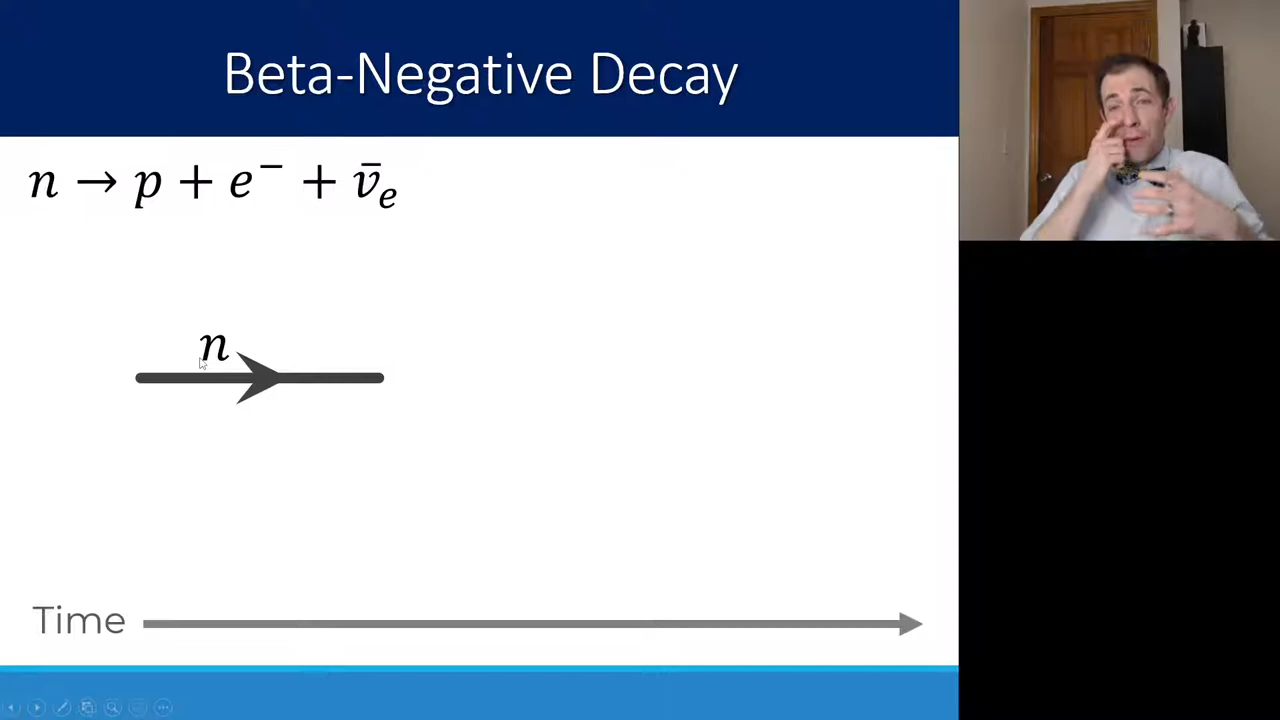 Beta-Negative Decay
n → p + e⁻ + v̄ₑ
n
Time